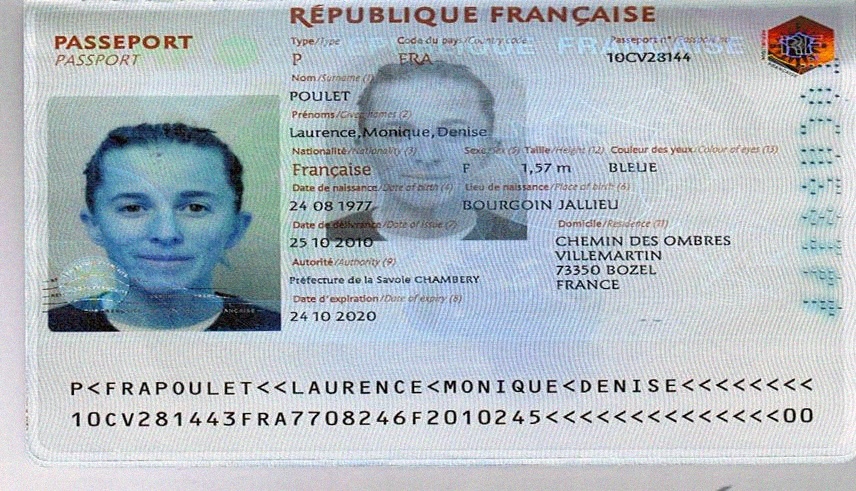 RÉPUBLIQUE FRANÇAISE
PASSEPORT
PASSPORT
Type/Type Code du pays/Country code Passeport n°/Passport n°
P FRA 10CV28144
Nom/Surname (1)
POULET
Prénoms/Given names (2)
Laurence,Monique,Denise
Nationalité/Nationality (3) Sexe/Sex (5) Taille/Height (12) Couleur des yeux/Colour of eyes (13)
Française F 1,57 m BLEUE
Date de naissance/Date of birth (4) Lieu de naissance/Place of birth (6)
24 08 1977 BOURGOIN JALLIEU
Date de délivrance/Date of issue (7) Domicile/Residence (11)
25 10 2010 CHEMIN DES OMBRES
VILLEMARTIN
Autorité/Authority (9) 73350 BOZEL
Préfecture de la Savoie CHAMBERY FRANCE
Date d'expiration/Date of expiry (8)
24 10 2020
P<FRAPOULET<<LAURENCE<MONIQUE<DENISE<<<<<<<<
10CV281443FRA7708246F2010245<<<<<<<<<<<<<<00